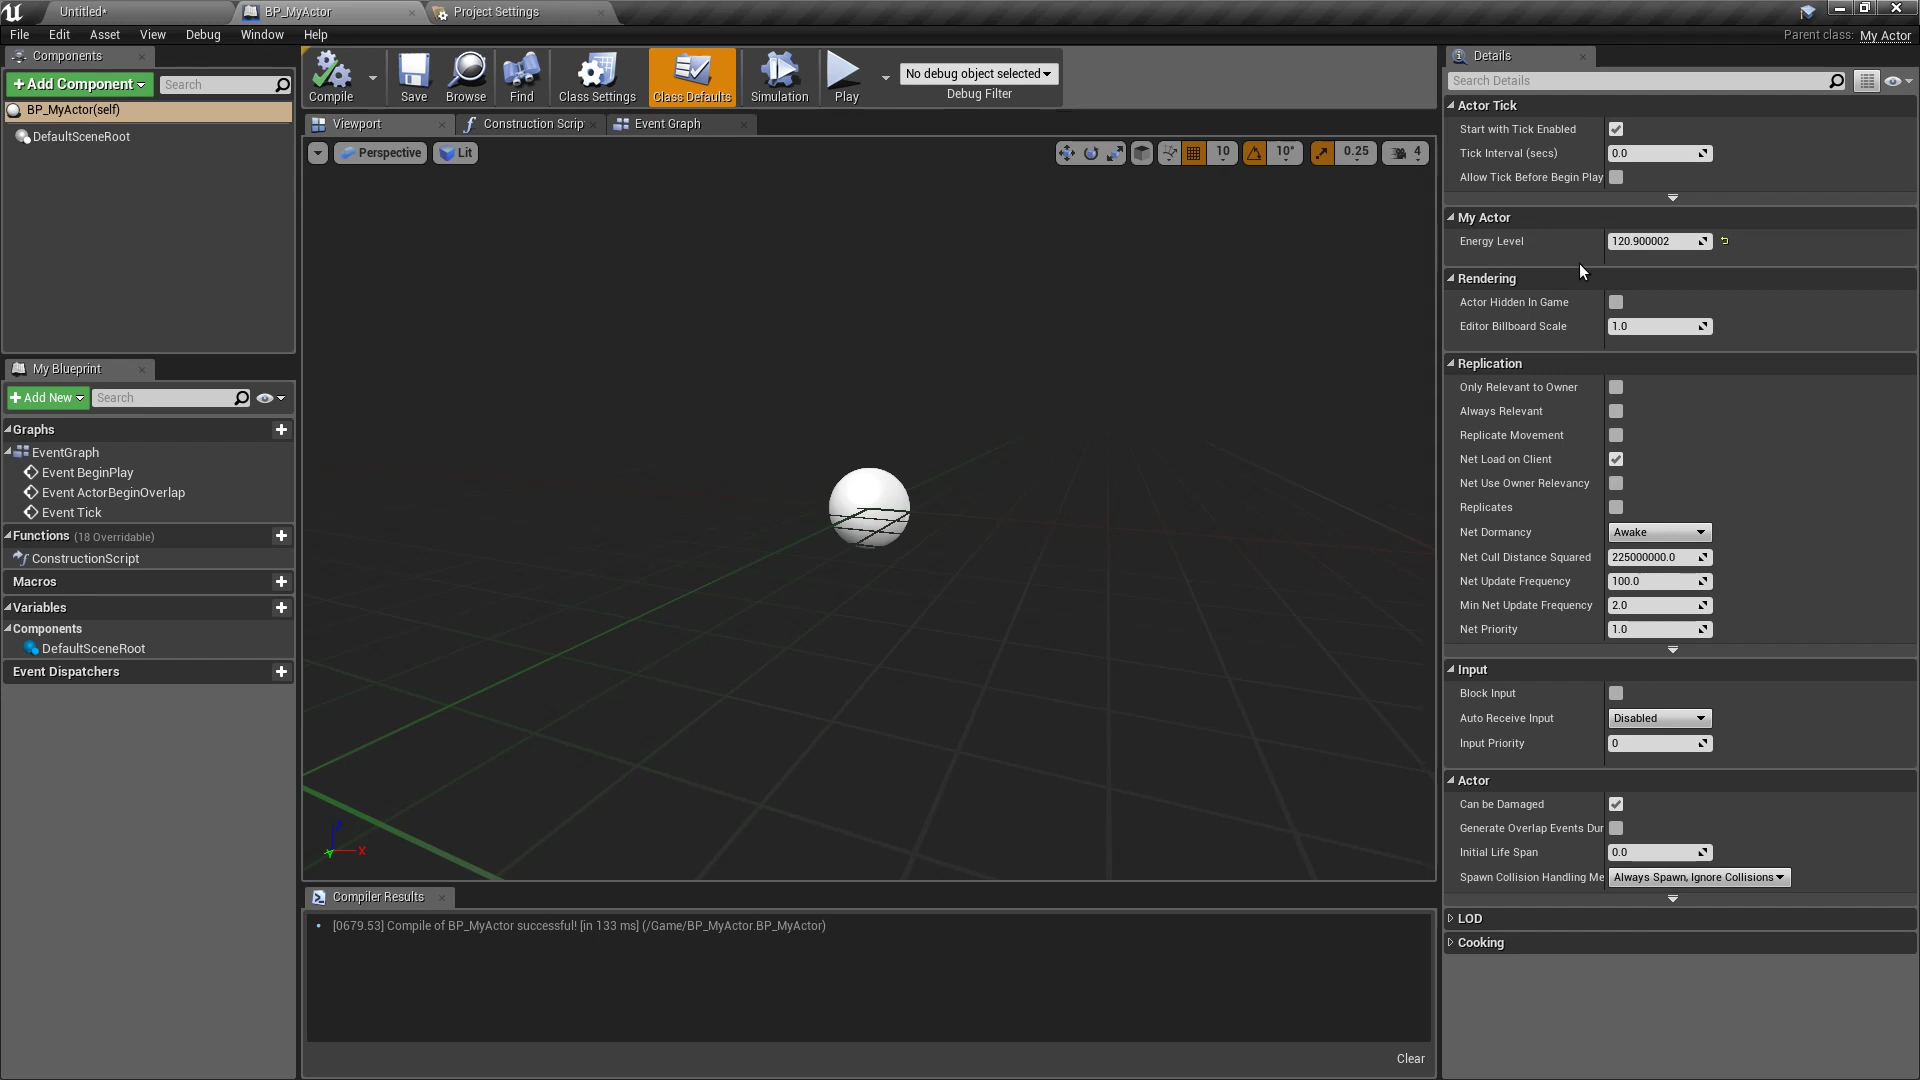 Untitled*
BP_MyActor
Project Settings
File Edit Asset View Debug Window Help
Parent class: My Actor
Components
+ Add Component
Search
BP_MyActor(self)
DefaultSceneRoot
Compile
Save
Browse
Find
Class Settings
Class Defaults
Simulation
Play
No debug object selected
Debug Filter
Viewport
Construction Scrip
Event Graph
Perspective
Lit
10
10°
0.25
4
X
My Blueprint
+ Add New
Search
Graphs
EventGraph
Event BeginPlay
Event ActorBeginOverlap
Event Tick
Functions (18 Overridable)
ConstructionScript
Macros
Variables
Components
DefaultSceneRoot
Event Dispatchers
Compiler Results
[0679.53] Compile of BP_MyActor successful! [in 133 ms] (/Game/BP_MyActor.BP_MyActor)
Clear
Details
Search Details
Actor Tick
Start with Tick Enabled
Tick Interval (secs) 0.0
Allow Tick Before Begin Play
My Actor
Energy Level 120.900002
Rendering
Actor Hidden In Game
Editor Billboard Scale 1.0
Replication
Only Relevant to Owner
Always Relevant
Replicate Movement
Net Load on Client
Net Use Owner Relevancy
Replicates
Net Dormancy Awake
Net Cull Distance Squared 225000000.0
Net Update Frequency 100.0
Min Net Update Frequency 2.0
Net Priority 1.0
Input
Block Input
Auto Receive Input Disabled
Input Priority 0
Actor
Can be Damaged
Generate Overlap Events Dur
Initial Life Span 0.0
Spawn Collision Handling Me Always Spawn, Ignore Collisions
LOD
Cooking